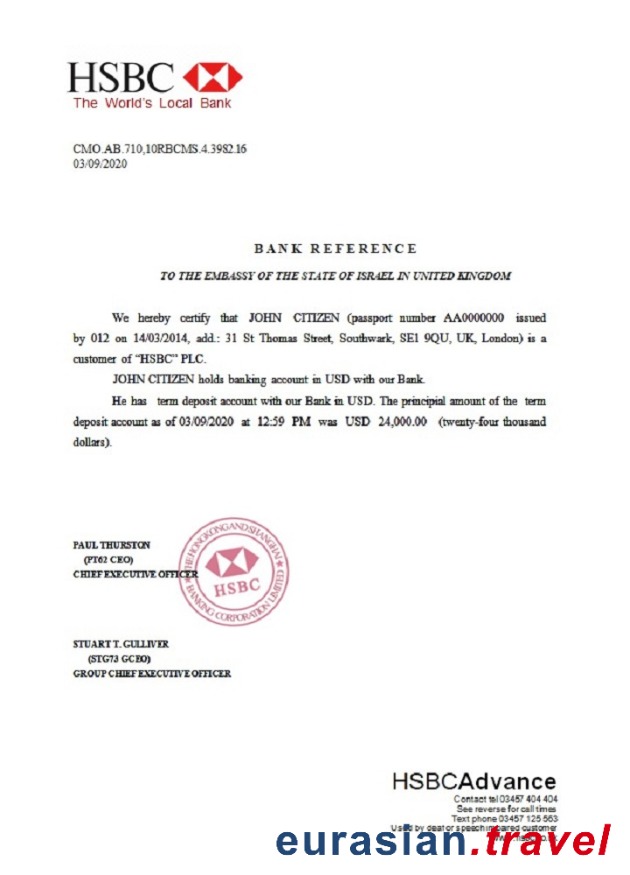 HSBC
The World's Local Bank
CMO.AB.710,10RBCMS.4.3982.16
03/09/2020
BANK REFERENCE
TO THE EMBASSY OF THE STATE OF ISRAEL IN UNITED KINGDOM
We hereby certify that JOHN CITIZEN (passport number AA0000000 issued
by 012 on 14/03/2014, add.: 31 St Thomas Street, Southwark, SE1 9QU, UK, London) is a
customer of "HSBC" PLC.
JOHN CITIZEN holds banking account in USD with our Bank.
He has term deposit account with our Bank in USD. The principial amount of the term
deposit account as of 03/09/2020 at 12:59 PM was USD 24,000.00 (twenty-four thousand
dollars).
PAUL THURSTON
(PT62 CEO)
CHIEF EXECUTIVE OFFICER
THE HONGKONG AND SHANGHAI
HSBC
BANKING CORPORATION LIMITED
STUART T. GULLIVER
(STG73 GCEO)
GROUP CHIEF EXECUTIVE OFFICER
HSBCAdvance
Contact tel 03457 404 404
See reverse for call times
Text phone 03457 125 563
Used by deaf or speech impaired customer
eurasian.travel